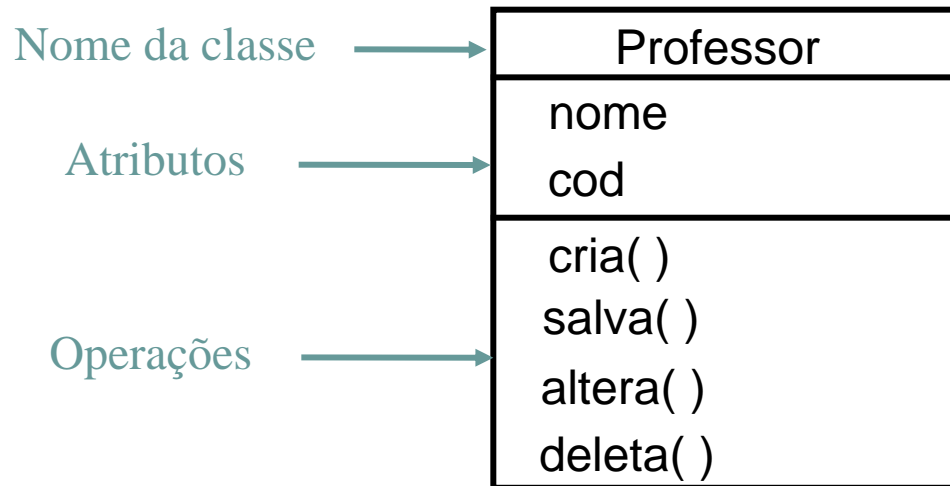 Nome da classe
Professor
Atributos
nome
cod
Operações
cria( )
salva( )
altera( )
deleta( )